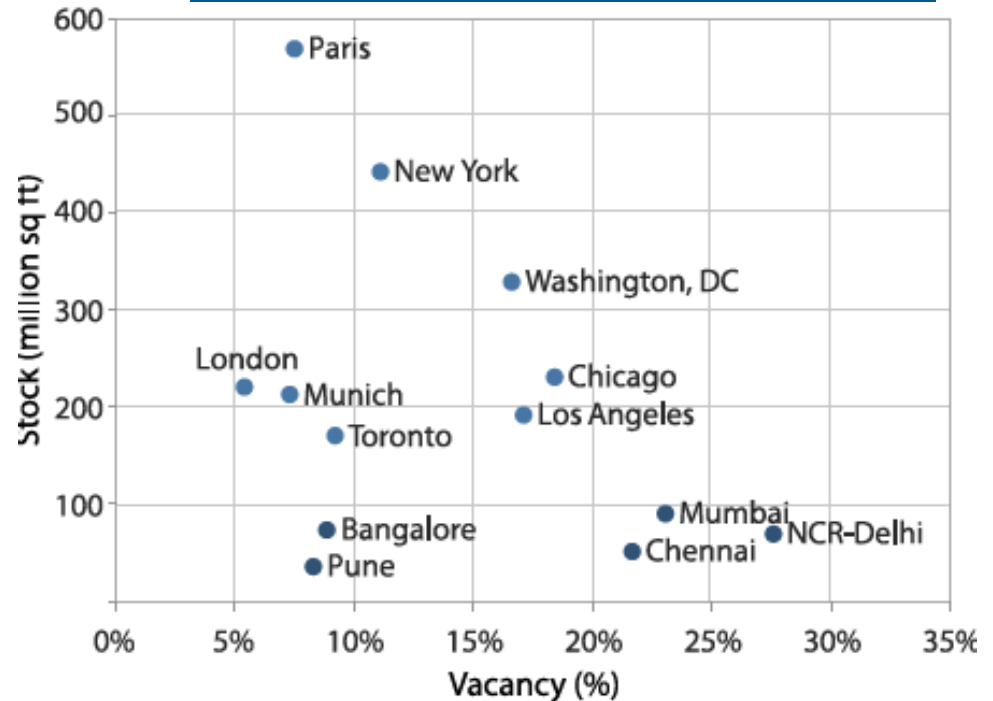 600
Paris
500
New York
400
Washington, DC
300
London
Chicago
Munich
200
Los Angeles
Toronto
100
Mumbai
Bangalore
NCR-Delhi
Chennai
Pune
Stock (million sq ft)
0% 5% 10% 15% 20% 25% 30% 35%
Vacancy (%)